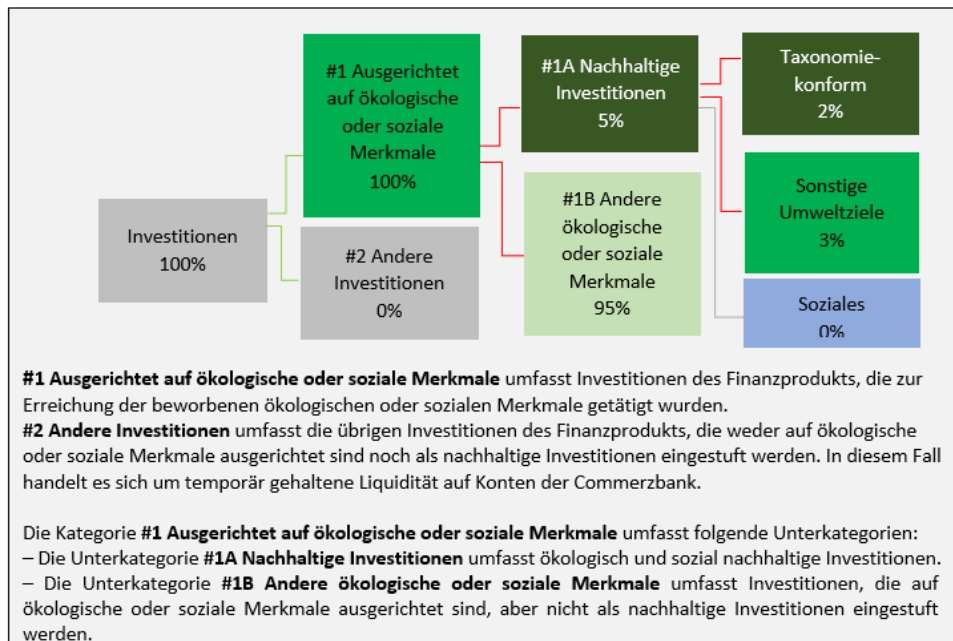 Investitionen
100%
#1 Ausgerichtet
auf ökologische
oder soziale
Merkmale
100%
#2 Andere
Investitionen
0%
#1A Nachhaltige
Investitionen
5%
#1B Andere
ökologische
oder soziale
Merkmale
95%
Taxonomie-
konform
2%
Sonstige
Umweltziele
3%
Soziales
0%
#1 Ausgerichtet auf ökologische oder soziale Merkmale umfasst Investitionen des Finanzprodukts, die zur
Erreichung der beworbenen ökologischen oder sozialen Merkmale getätigt wurden.
#2 Andere Investitionen umfasst die übrigen Investitionen des Finanzprodukts, die weder auf ökologische
oder soziale Merkmale ausgerichtet sind noch als nachhaltige Investitionen eingestuft werden. In diesem Fall
handelt es sich um temporär gehaltene Liquidität auf Konten der Commerzbank.
Die Kategorie #1 Ausgerichtet auf ökologische oder soziale Merkmale umfasst folgende Unterkategorien:
– Die Unterkategorie #1A Nachhaltige Investitionen umfasst ökologisch und sozial nachhaltige Investitionen.
– Die Unterkategorie #1B Andere ökologische oder soziale Merkmale umfasst Investitionen, die auf
ökologische oder soziale Merkmale ausgerichtet sind, aber nicht als nachhaltige Investitionen eingestuft
werden.